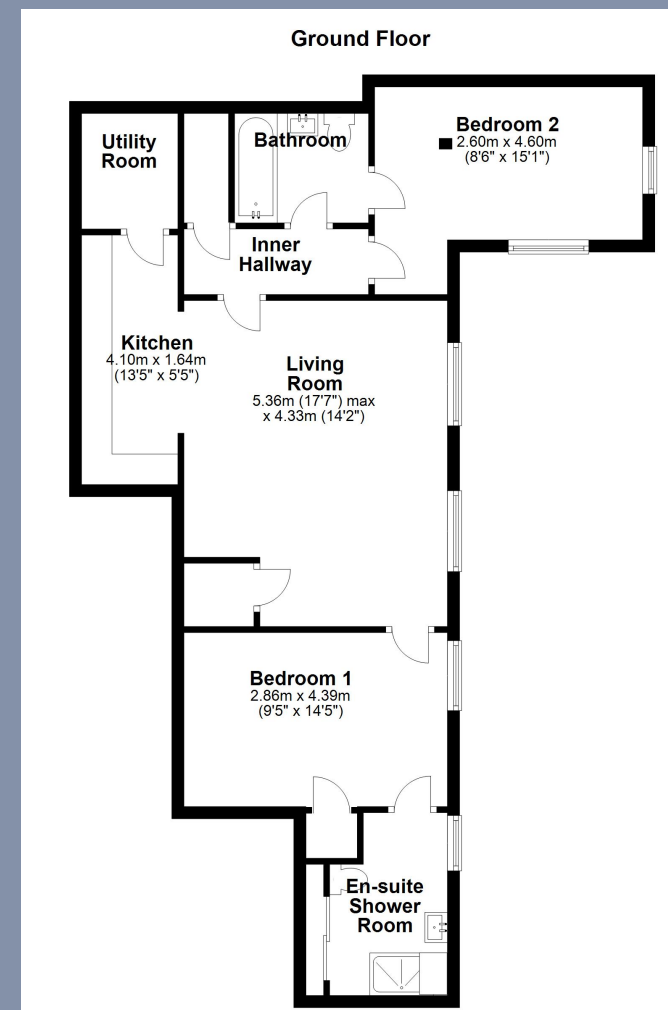 Ground Floor
Utility
Room
Bathroom
Bedroom 2
2.60m x 4.60m
(8'6" x 15'1")
Inner
Hallway
Kitchen
4.10m x 1.64m
(13'5" x 5'5")
Living
Room
5.36m (17'7") max
x 4.33m (14'2")
Bedroom 1
2.86m x 4.39m
(9'5" x 14'5")
En-suite
Shower
Room